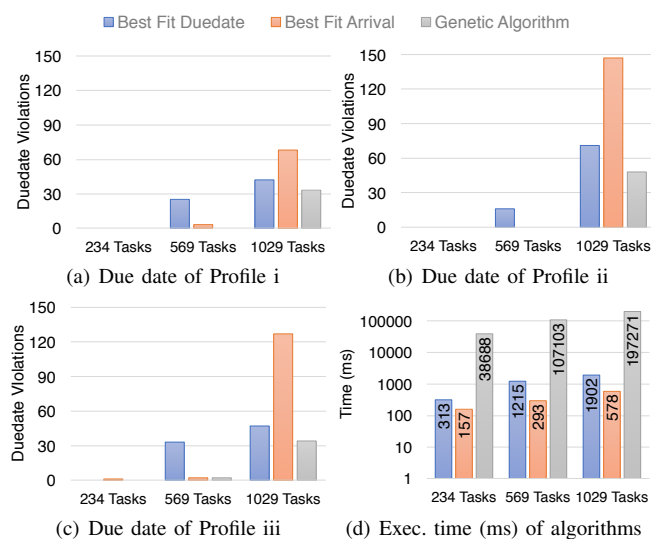 Best Fit Duedate Best Fit Arrival Genetic Algorithm
Duedate Violations
150
120
90
60
30
0
234 Tasks 569 Tasks 1029 Tasks
(a) Due date of Profile i
Duedate Violations
150
120
90
60
30
0
234 Tasks 569 Tasks 1029 Tasks
(b) Due date of Profile ii
Duedate Violations
150
120
90
60
30
0
234 Tasks 569 Tasks 1029 Tasks
(c) Due date of Profile iii
Time (ms)
100000
10000
1000
100
10
1
313 157 38688 1215 293 107103 1902 578 197271
234 Tasks 569 Tasks 1029 Tasks
(d) Exec. time (ms) of algorithms